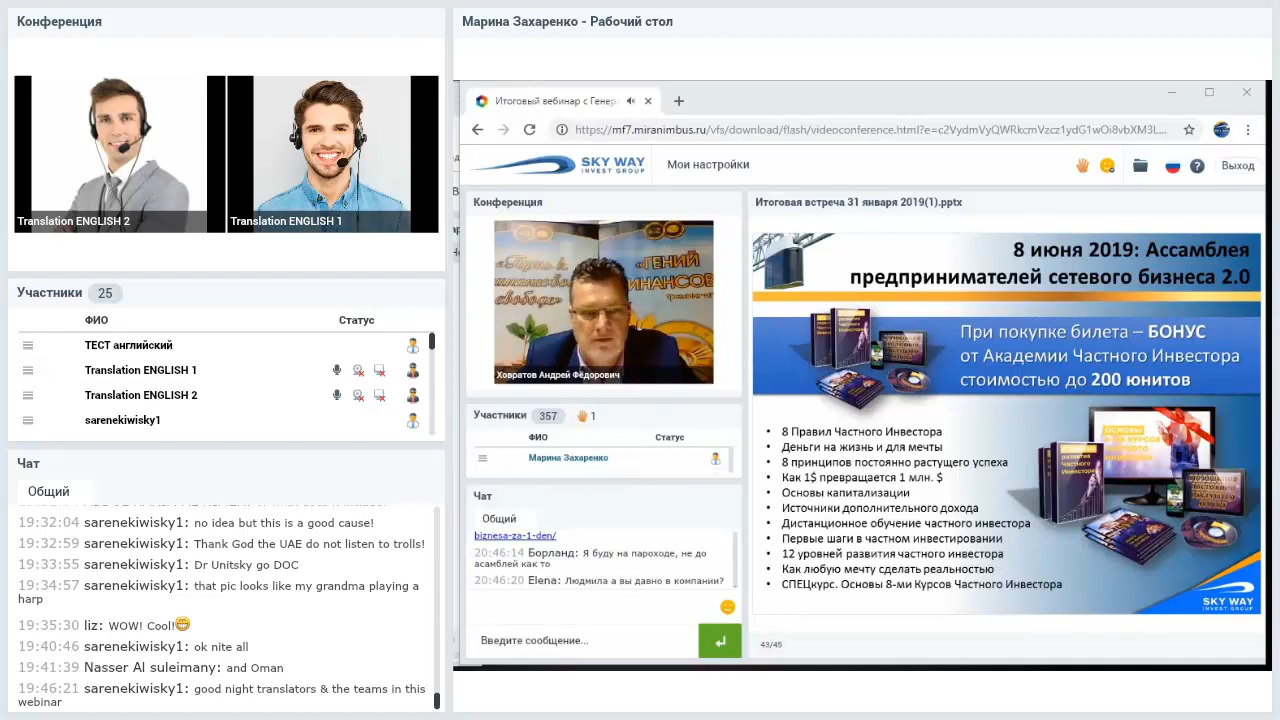 Конференция
Translation ENGLISH 2
Translation ENGLISH 1
Участники 25
ФИО Статус
ТЕСТ английский
Translation ENGLISH 1
Translation ENGLISH 2
sarenekiwisky1
Чат
Общий
19:32:04 sarenekiwisky1: no idea but this is a good cause!
19:32:59 sarenekiwisky1: Thank God the UAE do not listen to trolls!
19:33:55 sarenekiwisky1: Dr Unitsky go DOC
19:34:57 sarenekiwisky1: that pic looks like my grandma playing a
harp
19:35:30 liz: WOW! Cool!
19:40:46 sarenekiwisky1: ok nite all
19:41:39 Nasser Al suleimany: and Oman
19:46:21 sarenekiwisky1: good night translators & the teams in this
webinar
Марина Захаренко - Рабочий стол
Итоговый вебинар с Генер
https://mf7.miranimbus.ru/vfs/download/flash/videoconference.html?e=c2VydmVyQWRkcmVzcz1ydG1wOi8vbXM3L...
SKY WAY
INVEST GROUP
Мои настройки
Выход
Конференция
«Путь к
финансовой
свободе»
«ГЕНИЙ
ФИНАНСОВ
Ховратов Андрей Фёдорович
Участники 357 1
ФИО Статус
Марина Захаренко
Чат
Общий
biznesa-za-1-den/
20:46:14 Борланд: Я буду на пароходе, не до
асамблей как то
20:46:20 Elena: Людмила а вы давно в компании?
Введите сообщение...
Итоговая встреча 31 января 2019(1).pptx
8 июня 2019: Ассамблея
предпринимателей сетевого бизнеса 2.0
При покупке билета – БОНУС
от Академии Частного Инвестора
стоимостью до 200 юнитов
• 8 Правил Частного Инвестора
• Деньги на жизнь и для мечты
• 8 принципов постоянно растущего успеха
• Как 1$ превращается 1 млн. $
• Основы капитализации
• Источники дополнительного дохода
• Дистанционное обучение частного инвестора
• Первые шаги в частном инвестировании
• 12 уровней развития частного инвестора
• Как любую мечту сделать реальностью
• СПЕЦкурс. Основы 8-ми Курсов Частного Инвестора
SKY WAY
INVEST GROUP
43/45